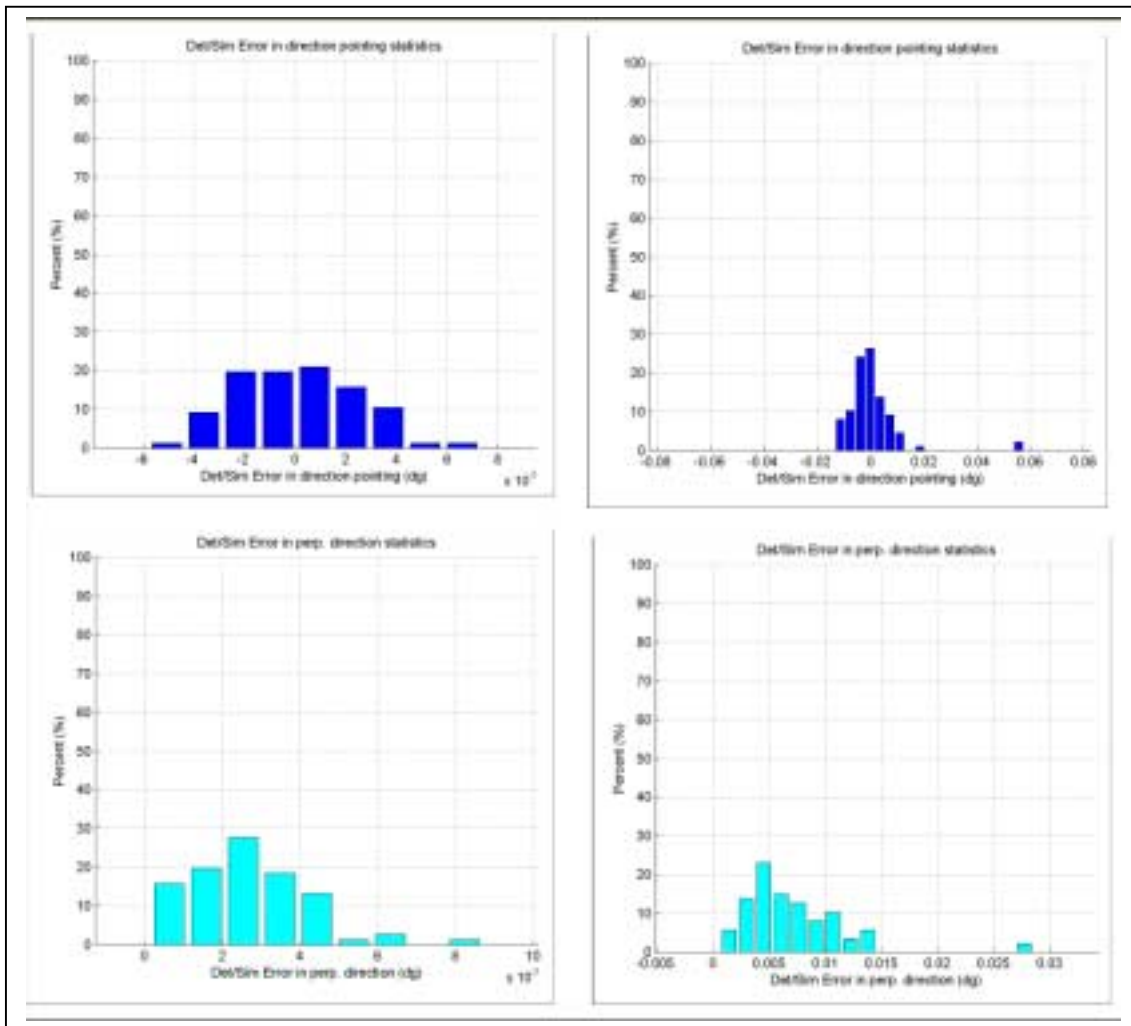 Det/Sim Error in direction pointing statistics
100
90
80
70
60
50
40
30
20
10
0
Percent (%)
-6 -4 -2 0 2 4 6 8
Det/Sim Error in direction pointing (dg)
Det/Sim Error in direction pointing statistics
100
90
80
70
60
50
40
30
20
10
0
Percent (%)
-0.08 -0.06 -0.04 -0.02 0 0.02 0.04 0.06 0.08
Det/Sim Error in direction pointing (dg)
Det/Sim Error in perp. direction statistics
100
90
80
70
60
50
40
30
20
10
0
Percent (%)
0 2 4 6 8 10
Det/Sim Error in perp. direction (dg)
Det/Sim Error in perp. direction statistics
100
90
80
70
60
50
40
30
20
10
0
Percent (%)
-0.005 0 0.005 0.01 0.015 0.02 0.025 0.03
Det/Sim Error in perp. direction (dg)